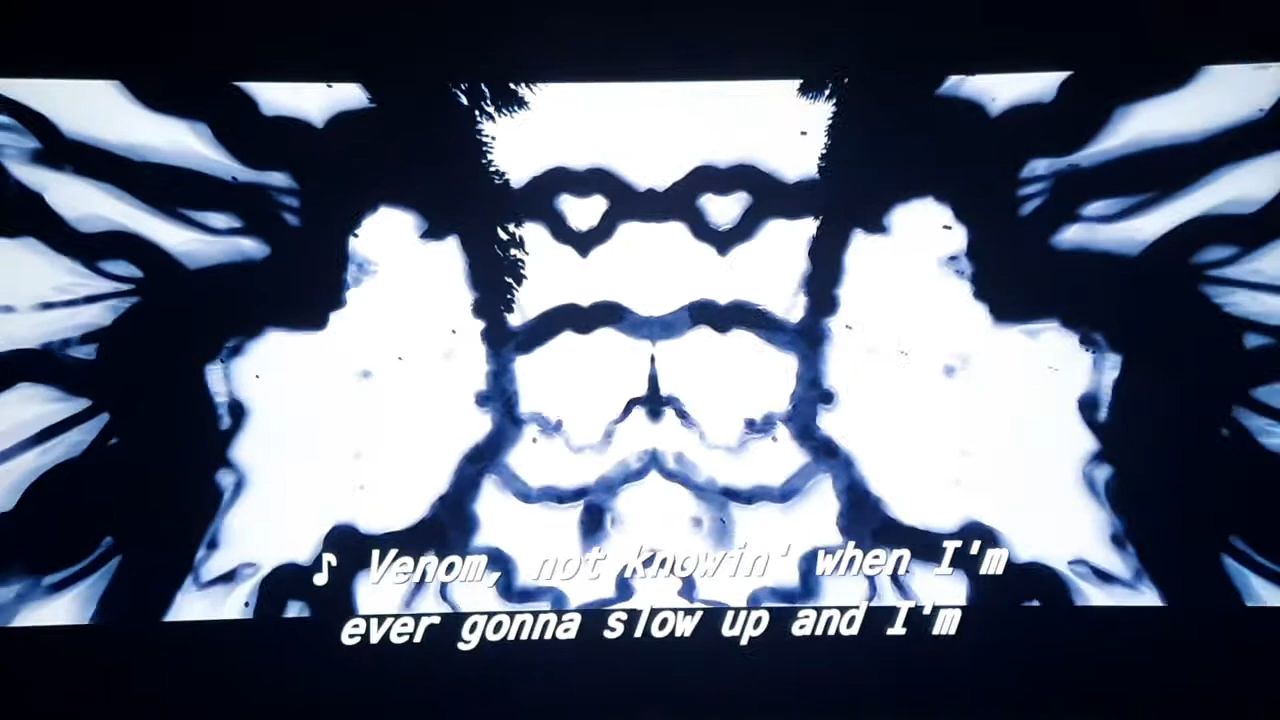 ♪ Venom, not knowin' when I'm
ever gonna slow up and I'm